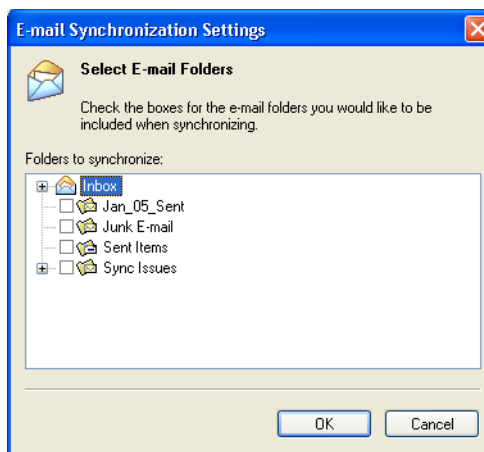 E-mail Synchronization Settings
Select E-mail Folders
Check the boxes for the e-mail folders you would like to be
included when synchronizing.
Folders to synchronize:
Inbox
Jan_05_Sent
Junk E-mail
Sent Items
Sync Issues
OK
Cancel